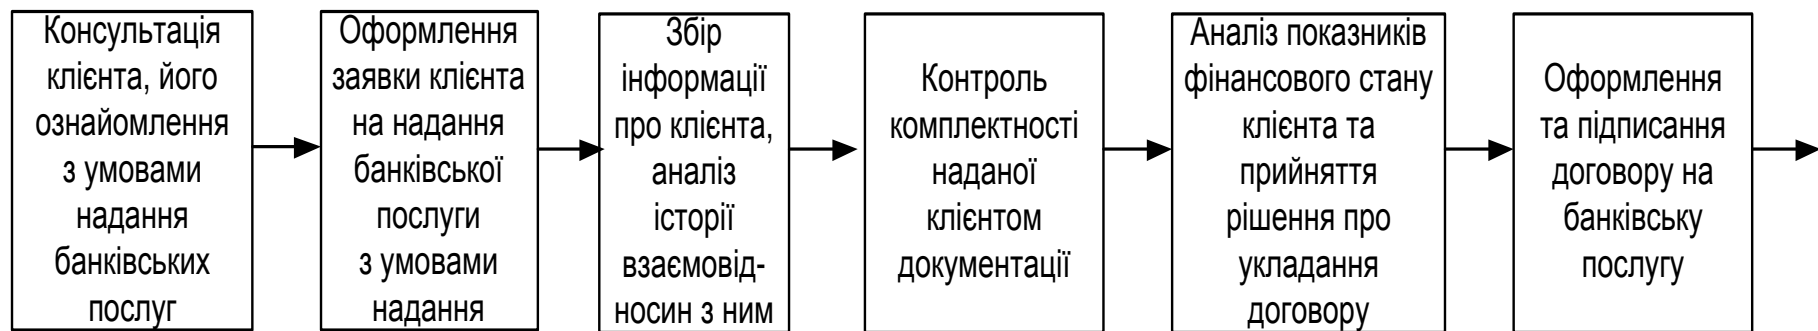 Консультація
клієнта, його
ознайомлення
з умовами
надання
банківських
послуг
Оформлення
заявки клієнта
на надання
банківської
послуги
з умовами
надання
Збір
інформації
про клієнта,
аналіз
історії
взаємовід-
носин з ним
Контроль
комплектності
наданої
клієнтом
документації
Аналіз показників
фінансового стану
клієнта та
прийняття
рішення про
укладання
договору
Оформлення
та підписання
договору на
банківську
послугу